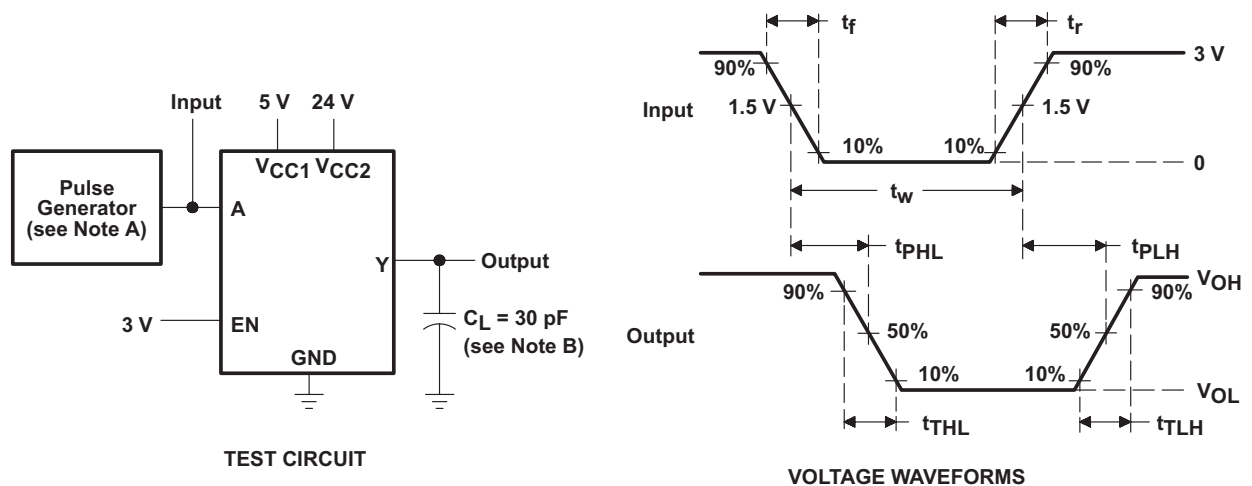 Input
5 V
24 V
VCC1
VCC2
Pulse
Generator
(see Note A)
A
Y
Output
3 V
EN
CL = 30 pF
(see Note B)
GND
TEST CIRCUIT
tf
tr
3 V
90%
90%
Input
1.5 V
1.5 V
10%
10%
0
tw
tPHL
tPLH
VOH
90%
90%
Output
50%
50%
10%
10%
VOL
tTHL
tTLH
VOLTAGE WAVEFORMS